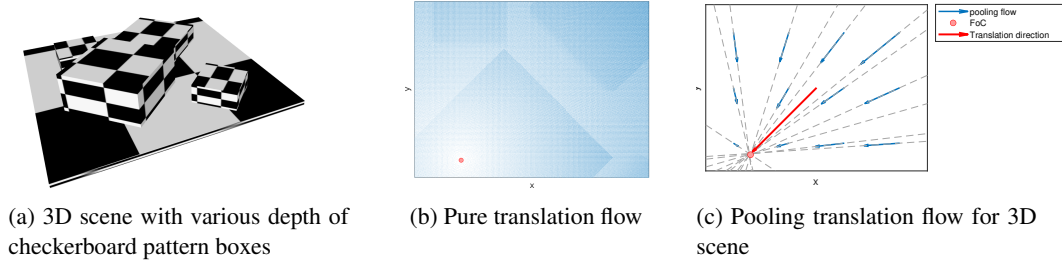 pooling flow
FoC
Translation direction
y
y
x
x
(a) 3D scene with various depth of
checkerboard pattern boxes
(b) Pure translation flow
(c) Pooling translation flow for 3D
scene